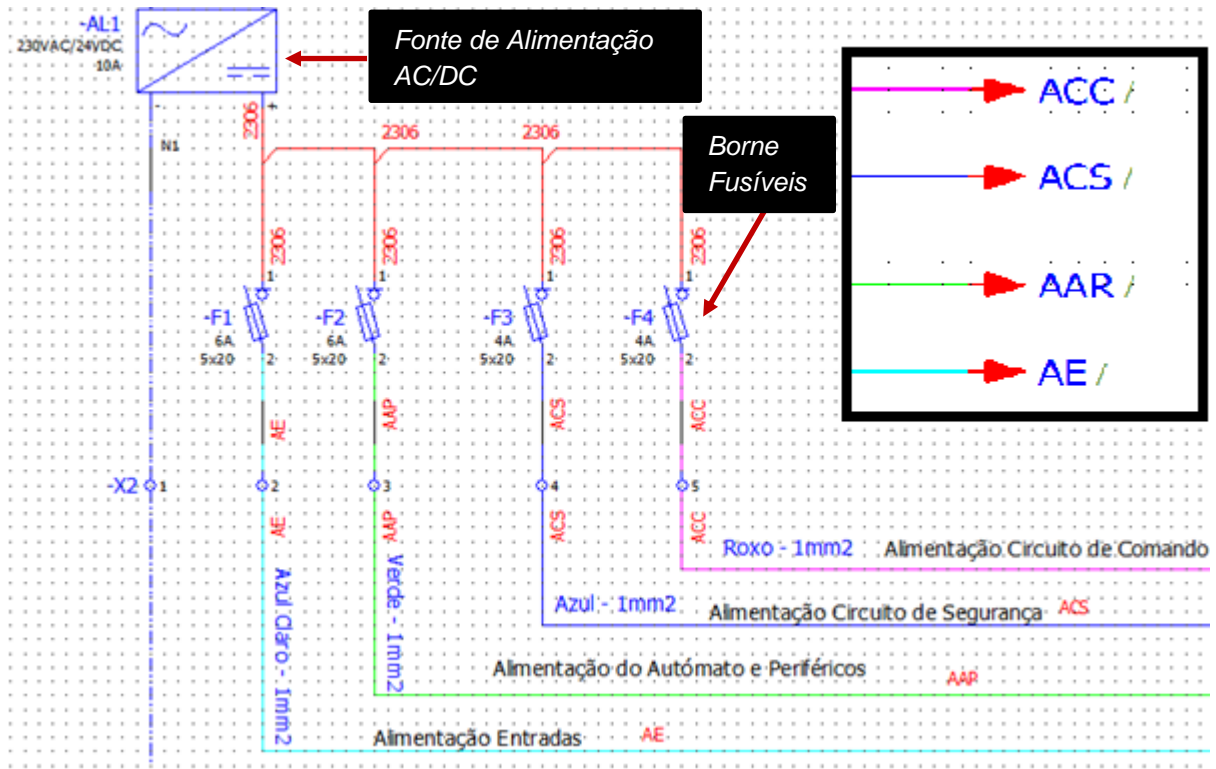 -AL1
230VAC/24VDC
10A
Fonte de Alimentação
AC/DC
- +
N1
2306
2306
2306
Borne
Fusíveis
ACC /
ACS /
AAR /
AE /
2306
2306
2306
2306
1
1
1
1
-F1
6A
5x20
2
-F2
6A
5x20
2
-F3
4A
5x20
2
-F4
4A
5x20
2
AE
AAP
ACS
ACC
-X2
1
2
3
4
5
AE
AAP
ACS
ACC
Roxo - 1mm2
Alimentação Circuito de Comando
Azul - 1mm2
Alimentação Circuito de Segurança
ACS
Verde - 1mm2
Alimentação do Autómato e Periféricos
AAP
Azul Claro - 1mm2
Alimentação Entradas
AE